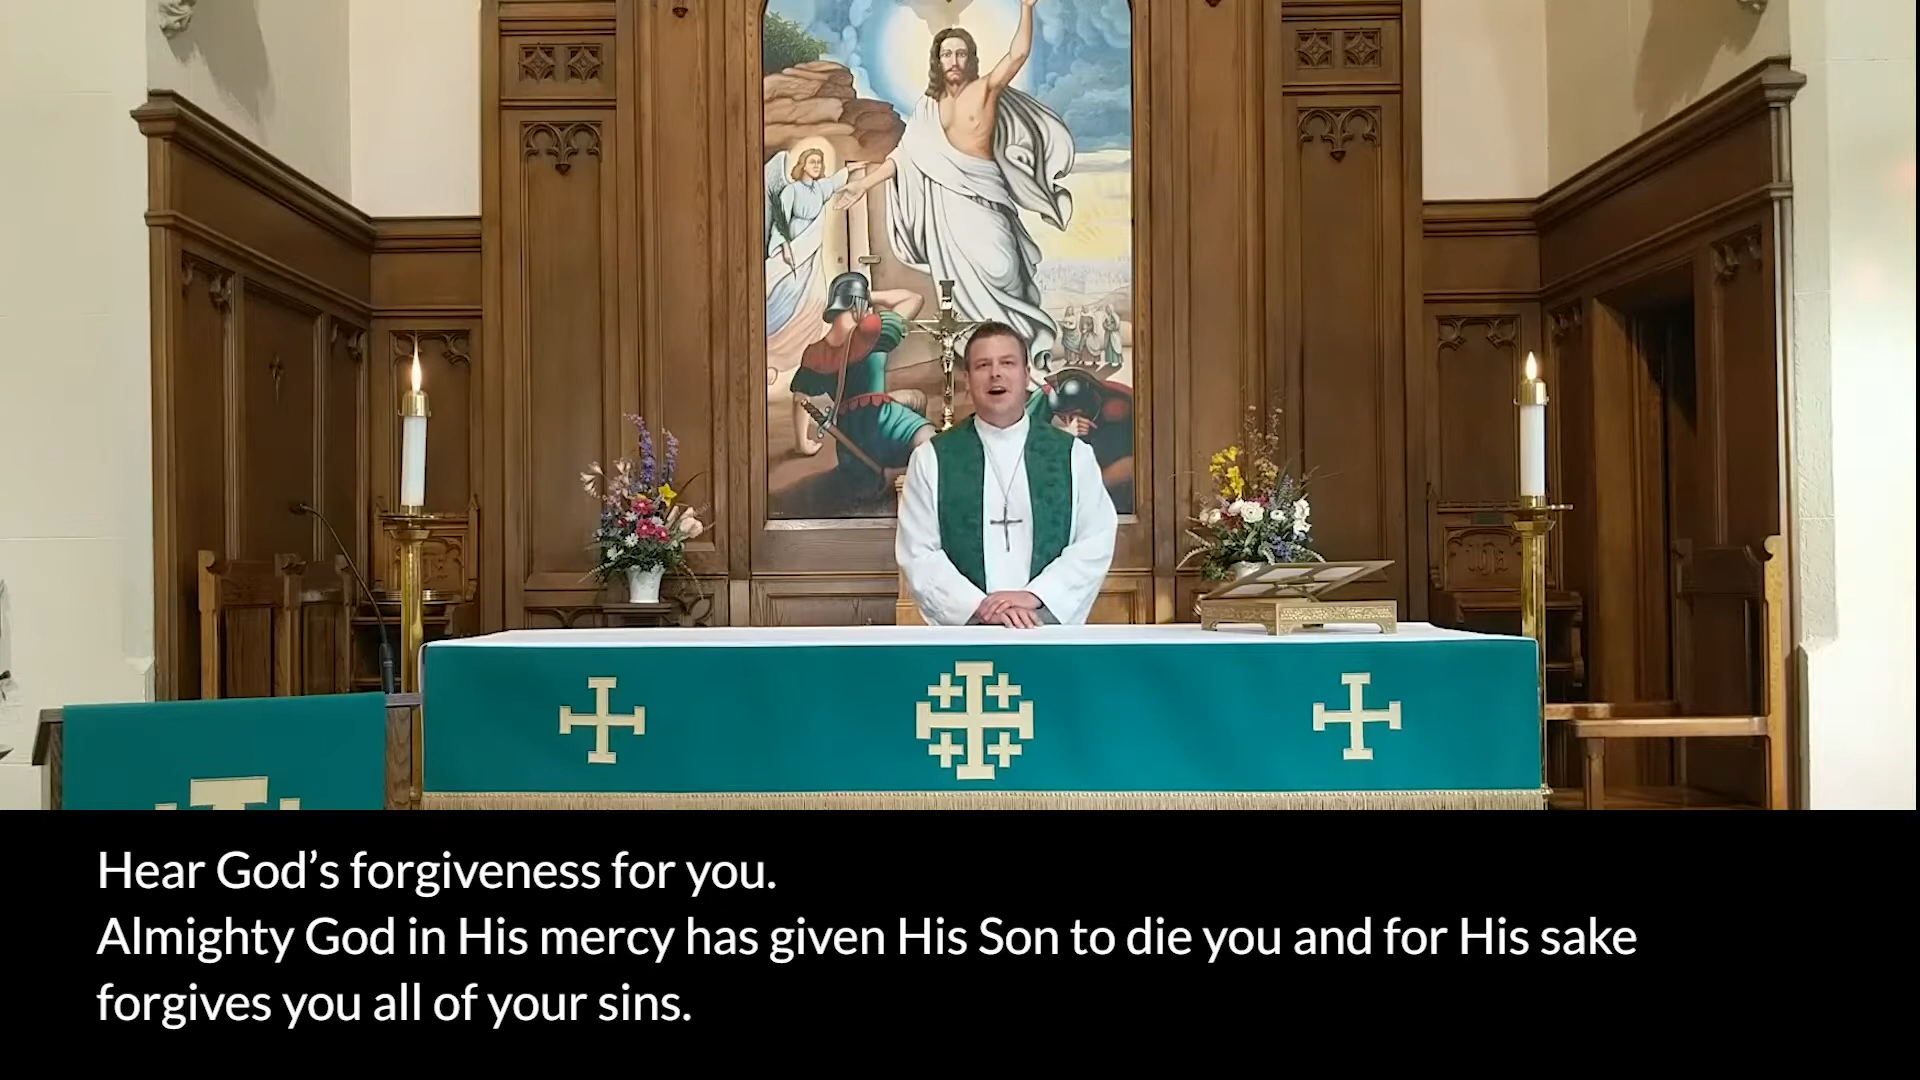 Hear God’s forgiveness for you.
Almighty God in His mercy has given His Son to die you and for His sake
forgives you all of your sins.